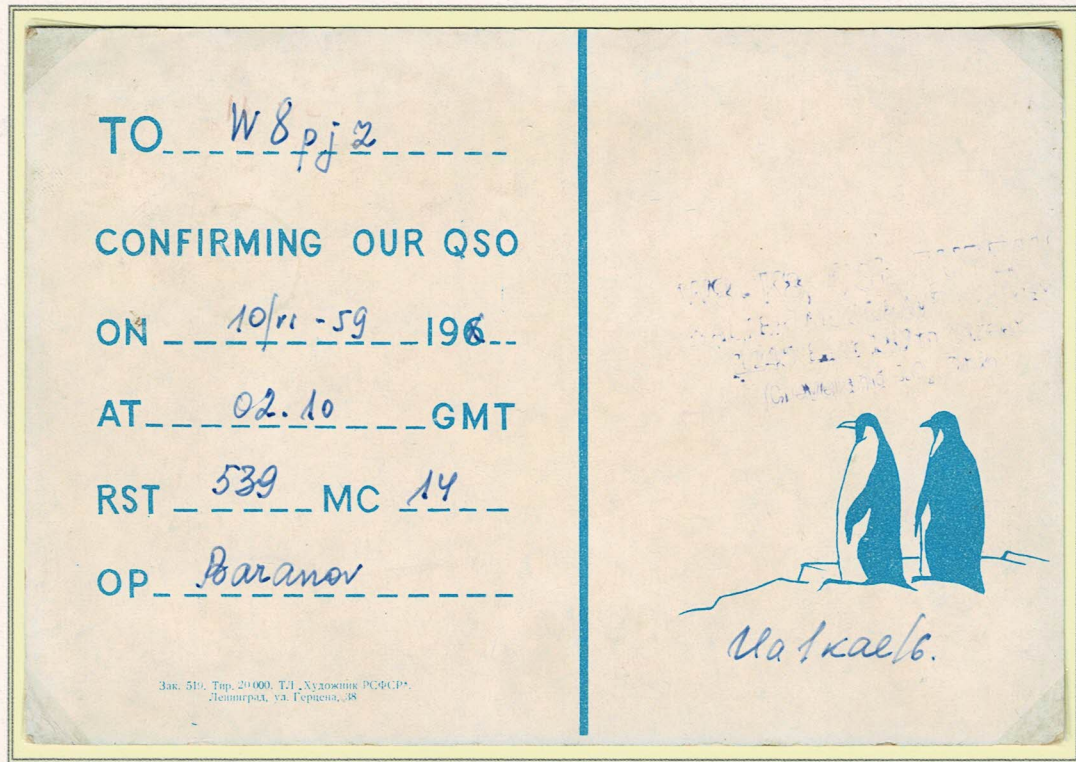 TO W8pjz
CONFIRMING OUR QSO
ON 10/VI - 59 196
AT 02.10 GMT
RST 539 MC 14
OP Baranov
Зак. 519. Тир. 20 000. ТЛ „Художник РСФСР".
Ленинград, ул. Герцена, 38
Ua1kae/6.